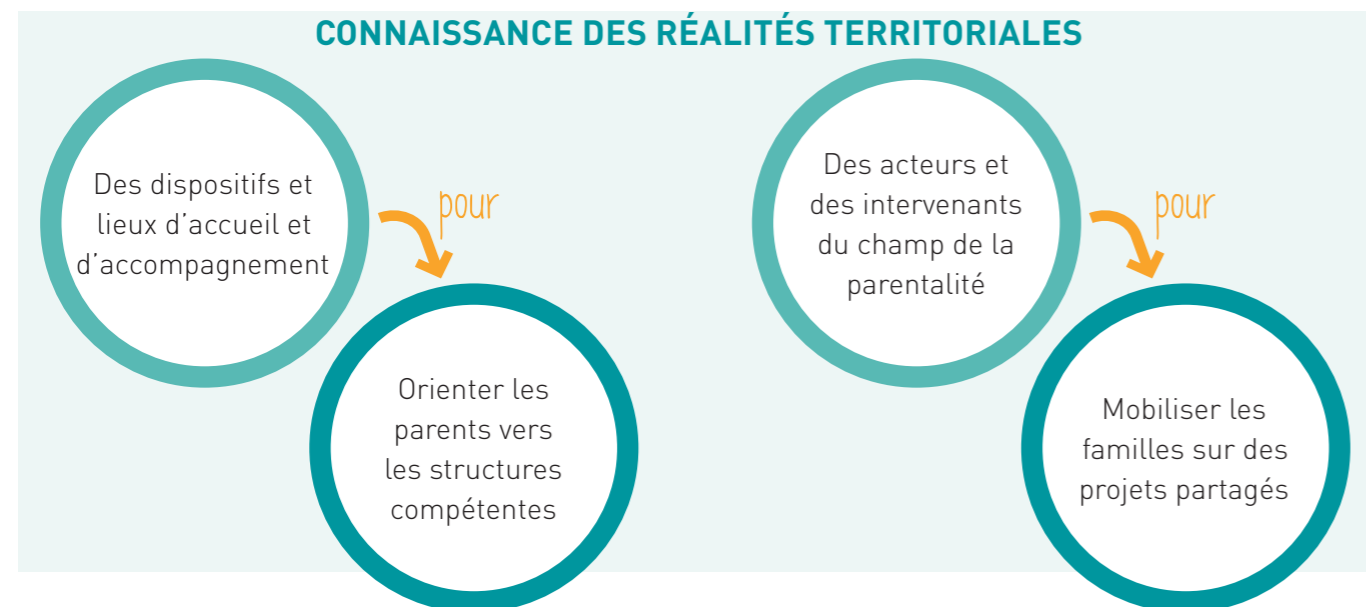 CONNAISSANCE DES RÉALITÉS TERRITORIALES
Des dispositifs et
lieux d’accueil et
d’accompagnement
pour
Orienter les
parents vers
les structures
compétentes
Des acteurs et
des intervenants
du champ de la
parentalité
pour
Mobiliser les
familles sur des
projets partagés